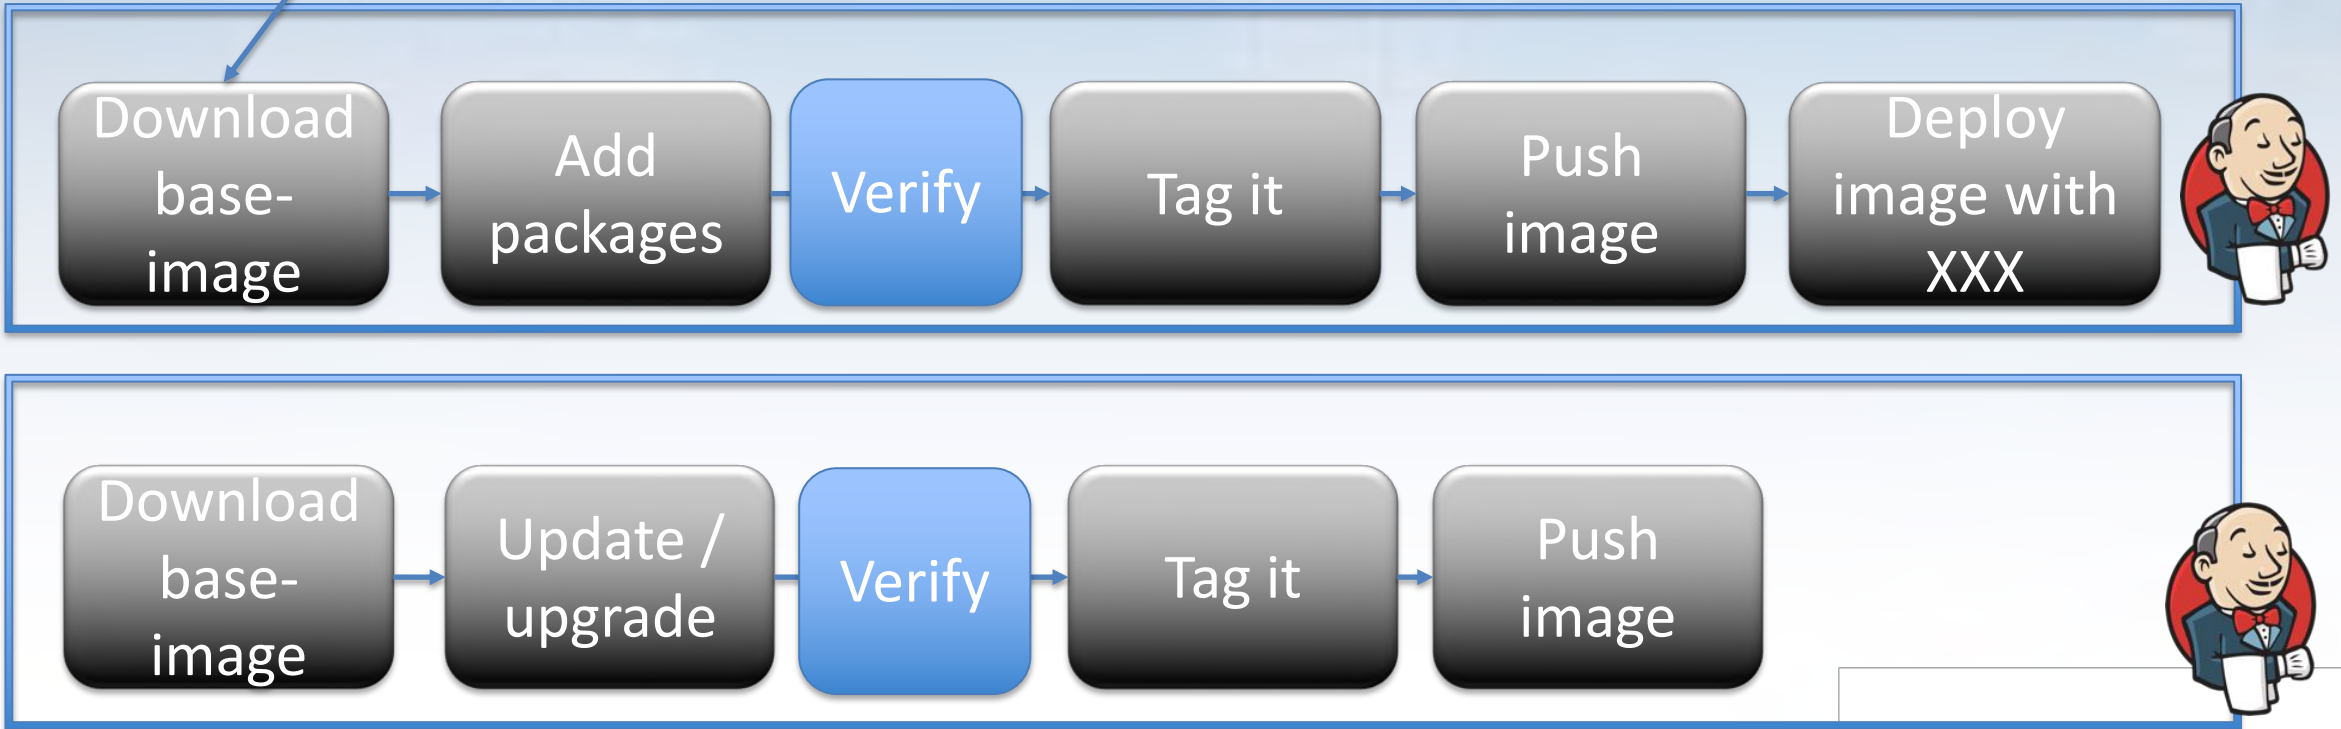 Download
base-
image
Add
packages
Verify
Tag it
Push
image
Deploy
image with
XXX
Download
base-
image
Update /
upgrade
Verify
Tag it
Push
image